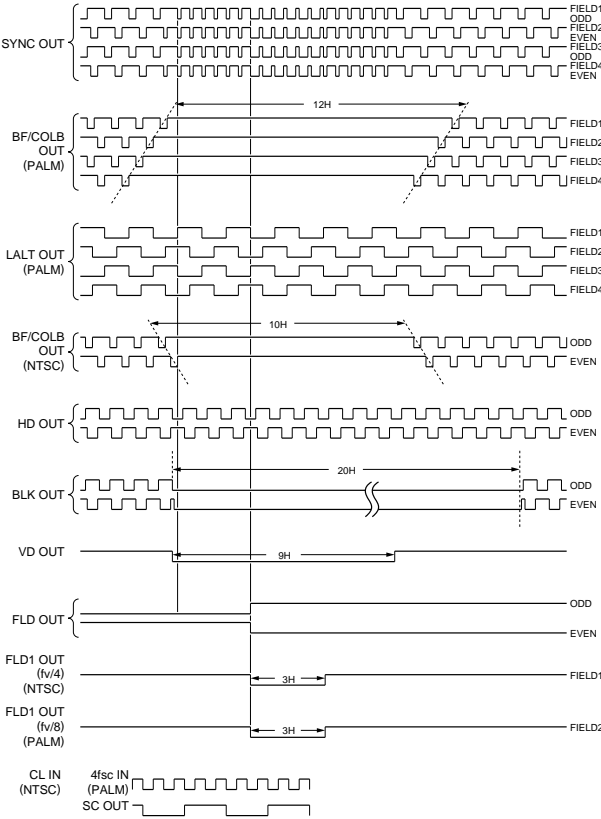 SYNC OUT
FIELD1
ODD
FIELD2
EVEN
FIELD3
ODD
FIELD4
EVEN
12H
BF/COLB
OUT
(PALM)
FIELD1
FIELD2
FIELD3
FIELD4
LALT OUT
(PALM)
FIELD1
FIELD2
FIELD3
FIELD4
10H
BF/COLB
OUT
(NTSC)
ODD
EVEN
HD OUT
ODD
EVEN
20H
BLK OUT
ODD
EVEN
VD OUT
9H
FLD OUT
ODD
EVEN
FLD1 OUT
(fv/4)
(NTSC)
3H
FIELD1
FLD1 OUT
(fv/8)
(PALM)
3H
FIELD2
CL IN
(NTSC)
4fsc IN
(PALM)
SC OUT